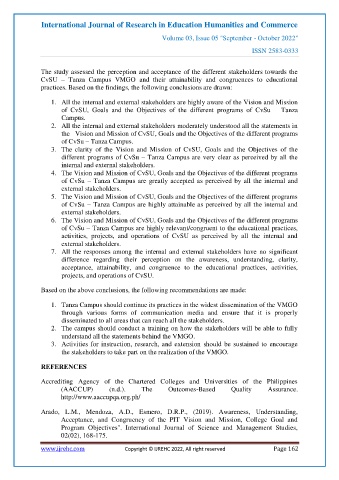 International Journal of Research in Education Humanities and Commerce
Volume 03, Issue 05 "September - October 2022"
ISSN 2583-0333
The study assessed the perception and acceptance of the different stakeholders towards the
CvSU – Tanza Campus VMGO and their attainability and congruences to educational
practices. Based on the findings, the following conclusions are drawn:
1. All the internal and external stakeholders are highly aware of the Vision and Mission
of CvSU, Goals and the Objectives of the different programs of CvSu – Tanza
Campus.
2. All the internal and external stakeholders moderately understood all the statements in
the Vision and Mission of CvSU, Goals and the Objectives of the different programs
of CvSu – Tanza Campus.
3. The clarity of the Vision and Mission of CvSU, Goals and the Objectives of the
different programs of CvSu – Tanza Campus are very clear as perceived by all the
internal and external stakeholders.
4. The Vision and Mission of CvSU, Goals and the Objectives of the different programs
of CvSu – Tanza Campus are greatly accepted as perceived by all the internal and
external stakeholders.
5. The Vision and Mission of CvSU, Goals and the Objectives of the different programs
of CvSu – Tanza Campus are highly attainable as perceived by all the internal and
external stakeholders.
6. The Vision and Mission of CvSU, Goals and the Objectives of the different programs
of CvSu – Tanza Campus are highly relevant/congruent to the educational practices,
activities, projects, and operations of CvSU as perceived by all the internal and
external stakeholders.
7. All the responses among the internal and external stakeholders have no significant
difference regarding their perception on the awareness, understanding, clarity,
acceptance, attainability, and congruence to the educational practices, activities,
projects, and operations of CvSU.
Based on the above conclusions, the following recommendations are made:
1. Tanza Campus should continue its practices in the widest dissemination of the VMGO
through various forms of communication media and ensure that it is properly
disseminated to all areas that can reach all the stakeholders.
2. The campus should conduct a training on how the stakeholders will be able to fully
understand all the statements behind the VMGO.
3. Activities for instruction, research, and extension should be sustained to encourage
the stakeholders to take part on the realization of the VMGO.
REFERENCES
Accrediting Agency of the Chartered Colleges and Universities of the Philippines
(AACCUP) (n.d.). The Outcomes-Based Quality Assurance.
http://www.aaccupqa.org.ph/
Arado, L.M., Mendoza, A.D., Esmero, D.R.P., (2019). Awareness, Understanding,
Acceptance, and Congruency of the PIT Vision and Mission, College Goal and
Program Objectives". International Journal of Science and Management Studies,
02(02), 168-175.
www.ijrehc.com Copyright © IJREHC 2022, All right reserved Page 162